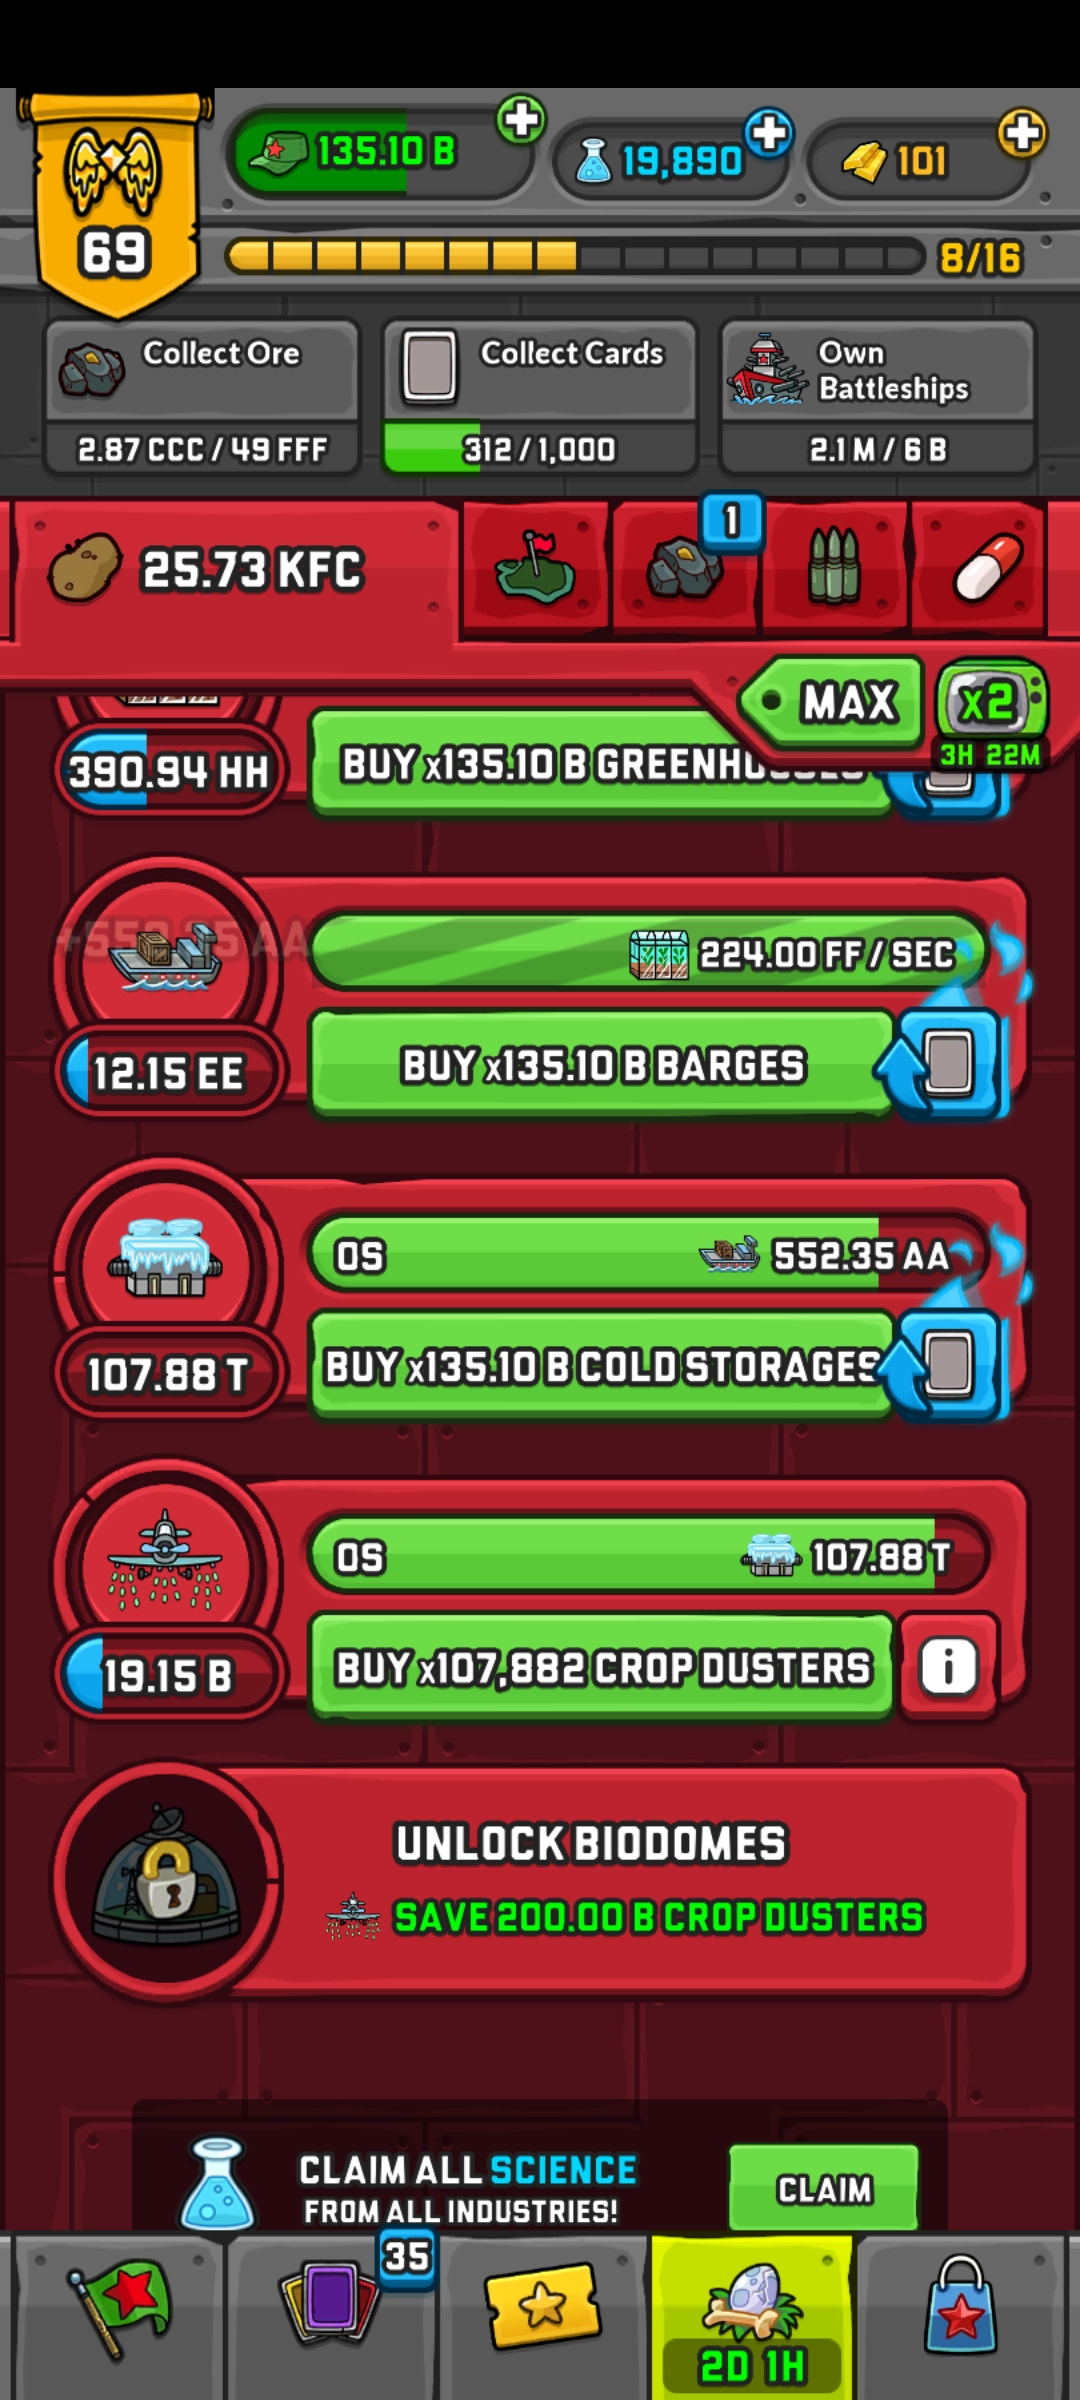 135.10 B
19,890
101
69
8/16
Collect Ore
2.87 CCC / 49 FFF
Collect Cards
312 / 1,000
Own
Battleships
2.1 M / 6 B
25.73 KFC
1
MAX
x2
3H 22M
390.94 HH
BUY x135.10 B GREENHOUSES
+552.35 AA
224.00 FF / SEC
12.15 EE
BUY x135.10 B BARGES
0S
552.35 AA
107.88 T
BUY x135.10 B COLD STORAGES
0S
107.88 T
19.15 B
BUY x107,882 CROP DUSTERS
i
UNLOCK BIODOMES
SAVE 200.00 B CROP DUSTERS
CLAIM ALL SCIENCE
FROM ALL INDUSTRIES!
CLAIM
35
2D 1H